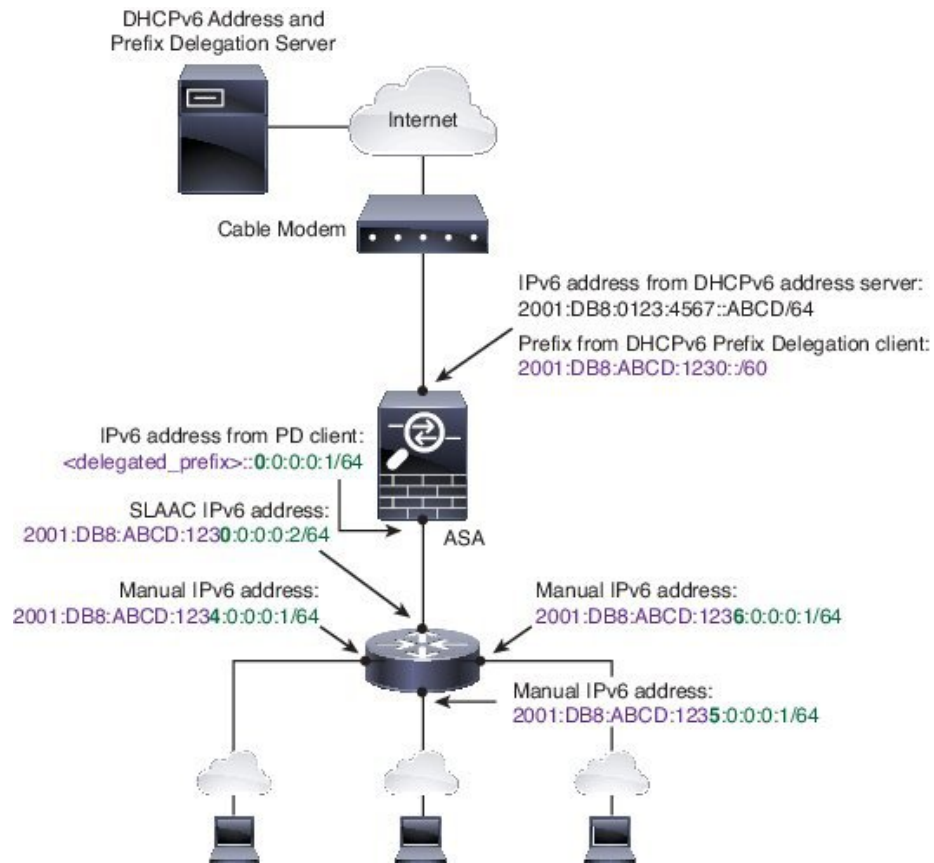 DHCPv6 Address and
Prefix Delegation Server
Internet
Cable Modem
IPv6 address from DHCPv6 address server:
2001:DB8:0123:4567::ABCD/64
Prefix from DHCPv6 Prefix Delegation client:
2001:DB8:ABCD:1230::/60
IPv6 address from PD client:
<delegated_prefix>::0:0:0:0:1/64
SLAAC IPv6 address:
2001:DB8:ABCD:1230:0:0:0:2/64
ASA
Manual IPv6 address:
2001:DB8:ABCD:1234:0:0:0:1/64
Manual IPv6 address:
2001:DB8:ABCD:1236:0:0:0:1/64
Manual IPv6 address:
2001:DB8:ABCD:1235:0:0:0:1/64